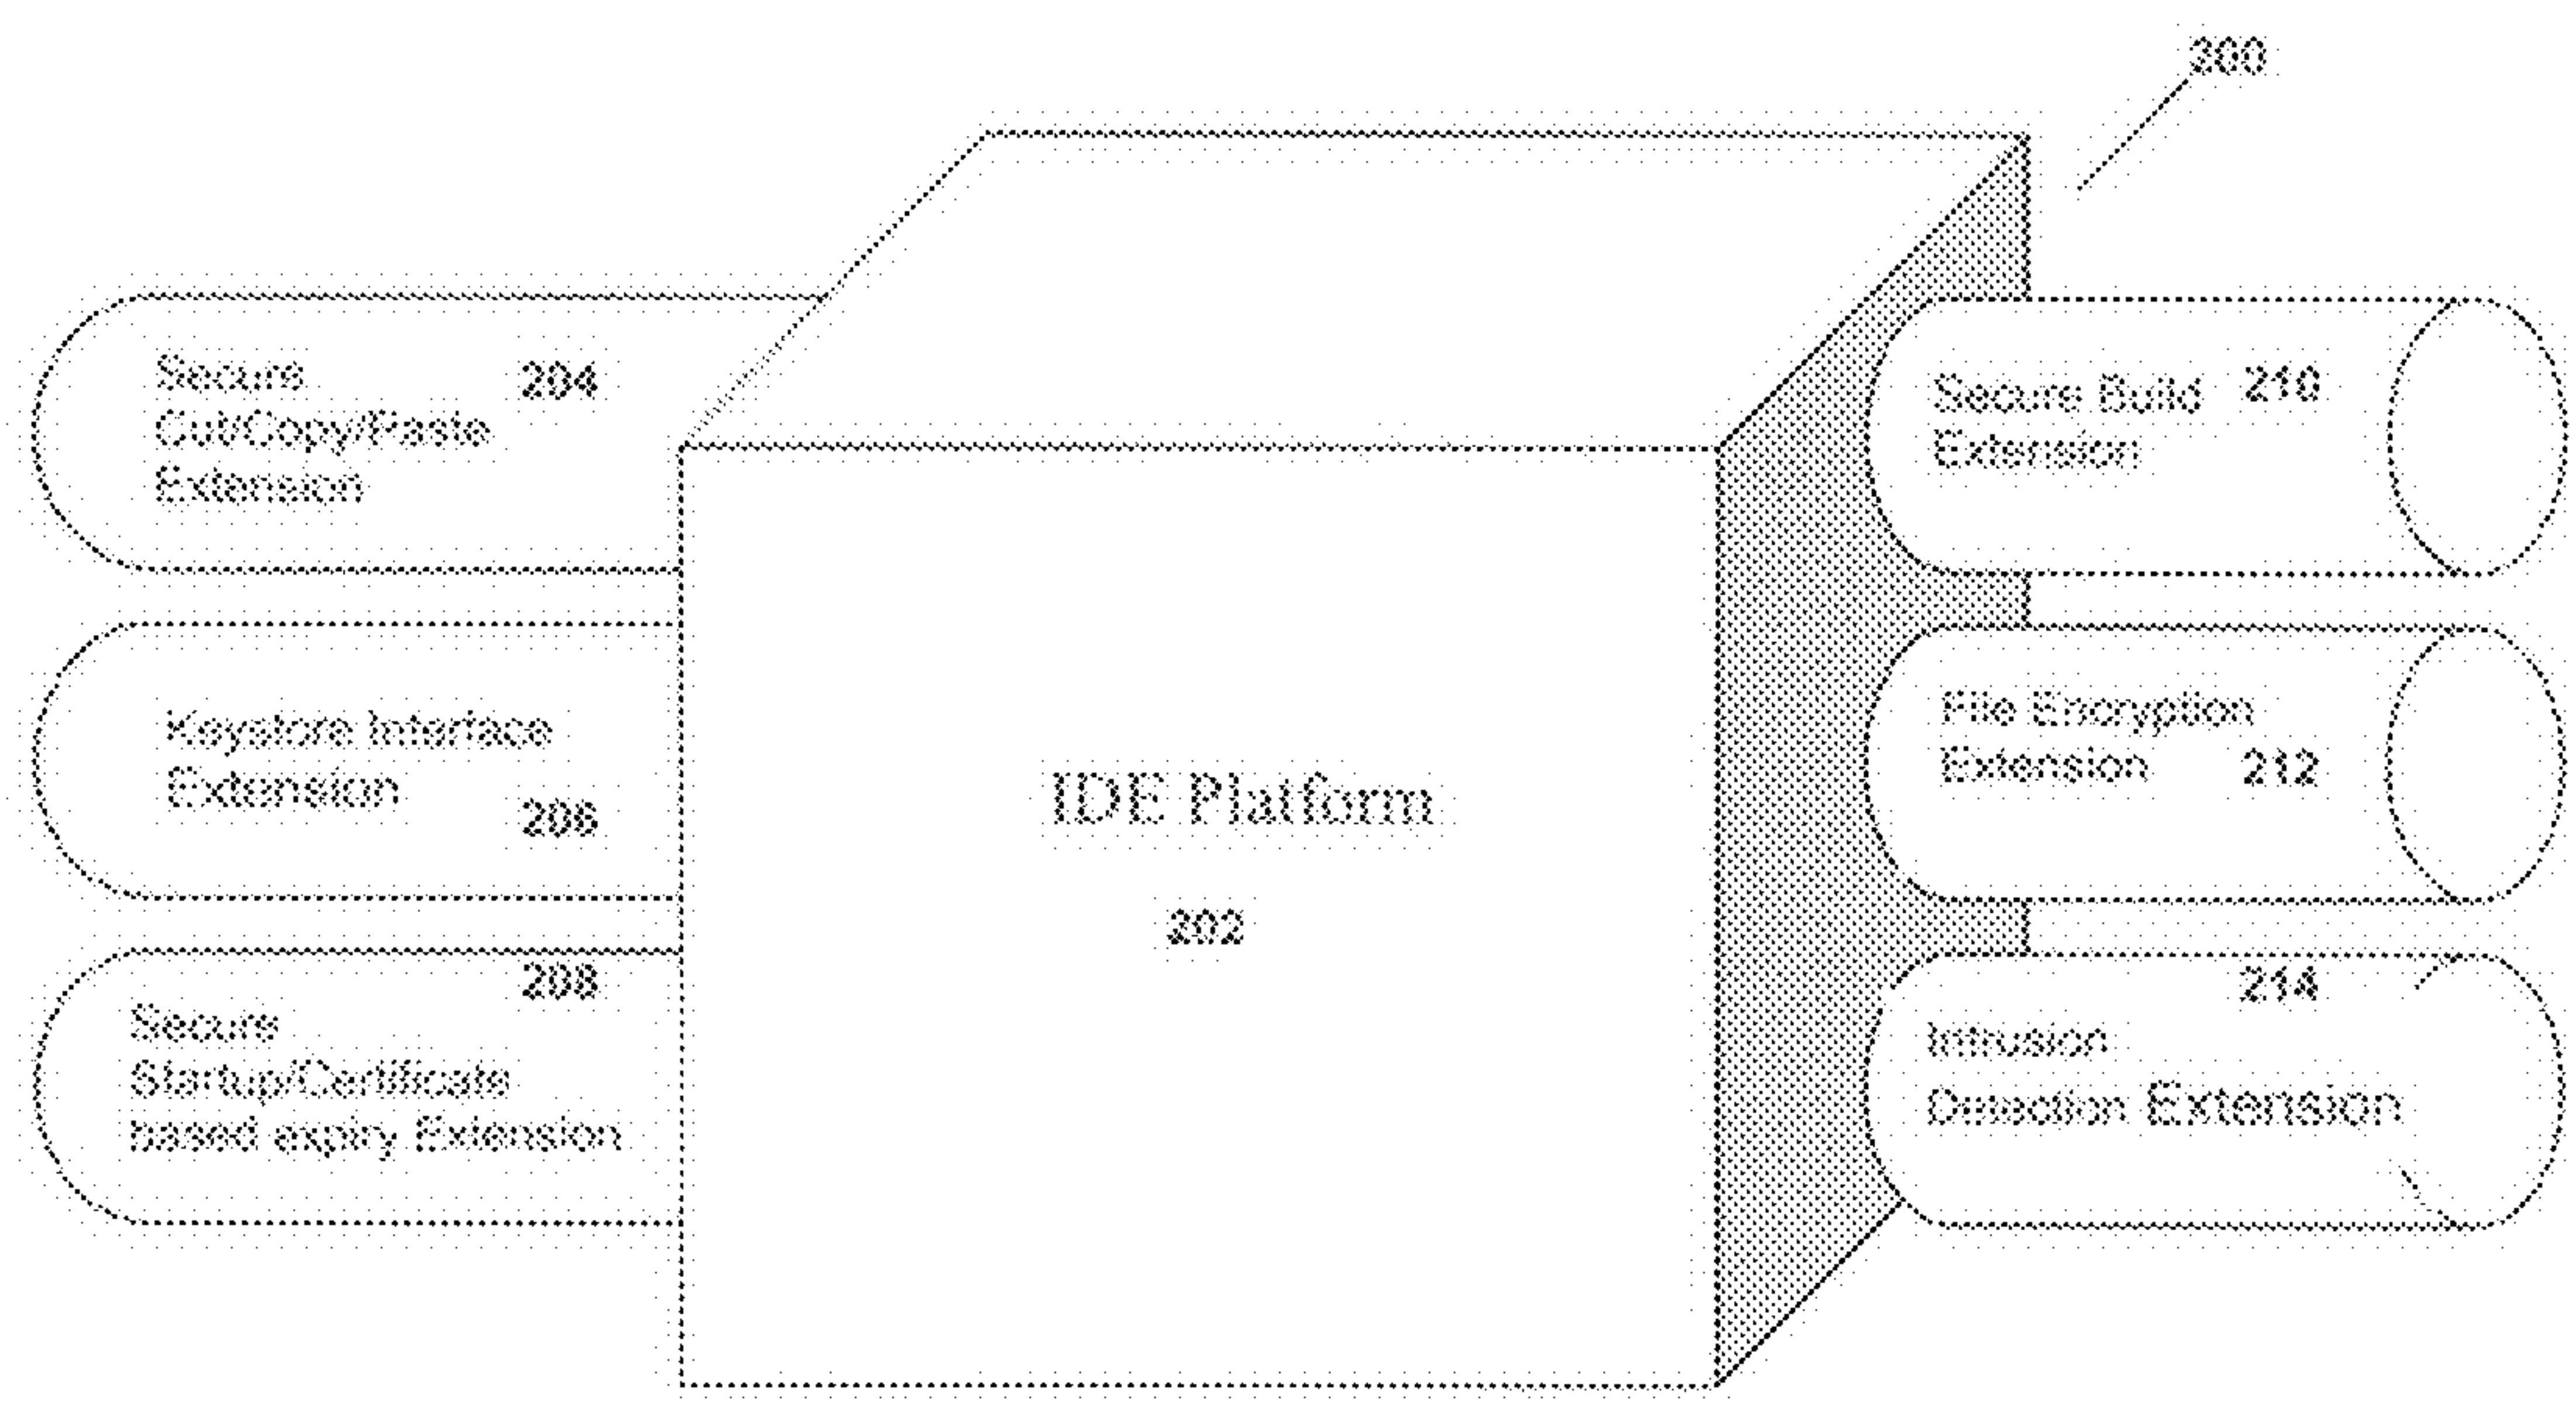 200
Secure
204
Cut/Copy/Paste
Extension
Keystore Interface
Extension
206
208
Secure
Startup/Certificate
based expiry Extension
IDE Platform
202
Secure Build 210
Extension
File Encryption
Extension 212
214
Intrusion
Detection Extension